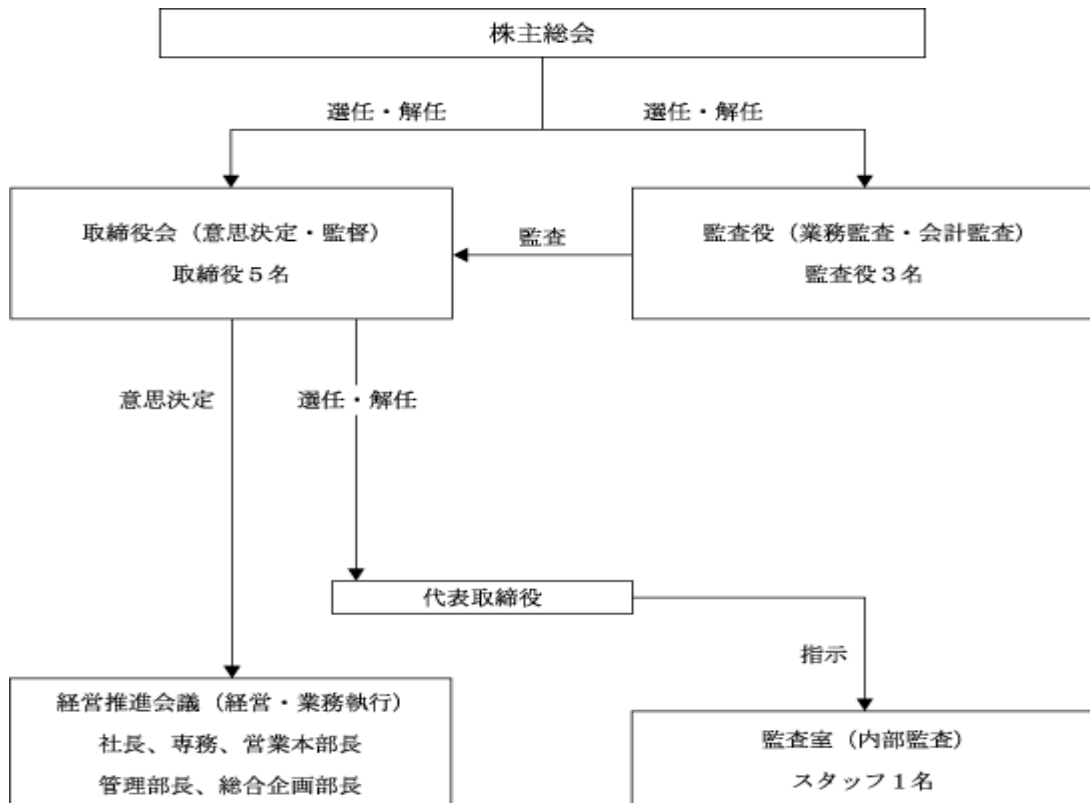 株主総会
選任・解任
選任・解任
取締役会（意思決定・監督）
取締役５名
監査
監査役（業務監査・会計監査）
監査役３名
意思決定
選任・解任
代表取締役
指示
経営推進会議（経営・業務執行）
社長、専務、営業本部長
管理部長、総合企画部長
監査室（内部監査）
スタッフ１名